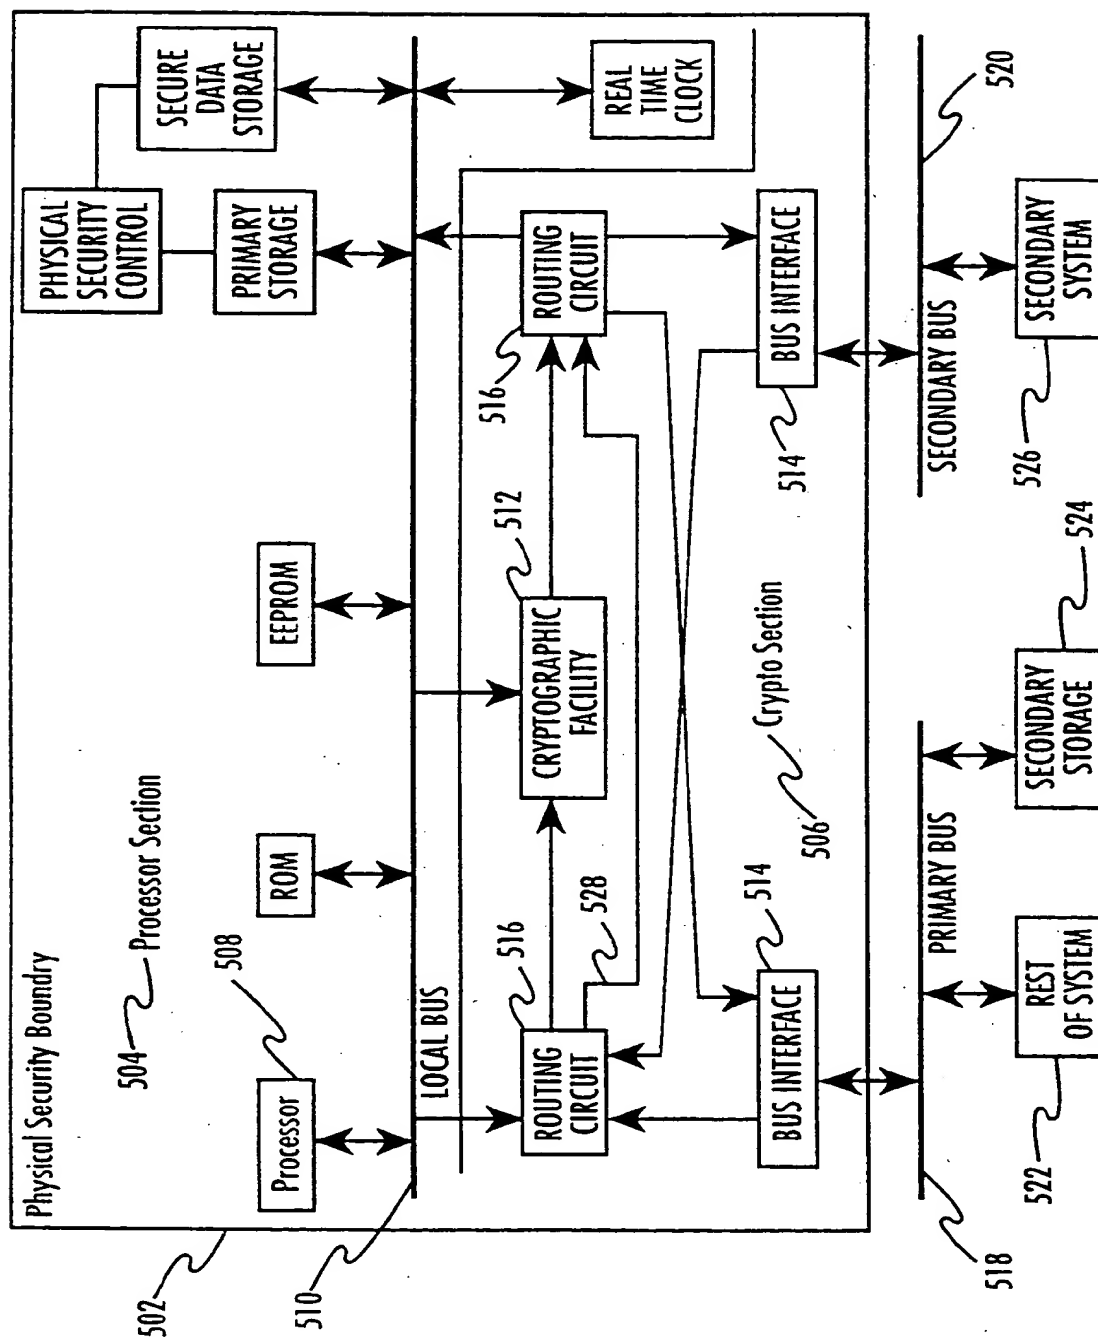 Physical Security Boundry
502
504
Processor Section
508
Processor
ROM
EEPROM
PHYSICAL
SECURITY
CONTROL
PRIMARY
STORAGE
SECURE
DATA
STORAGE
510
LOCAL BUS
REAL
TIME
CLOCK
516
ROUTING
CIRCUIT
528
512
CRYPTOGRAPHIC
FACILITY
516
ROUTING
CIRCUIT
506
Crypto Section
514
BUS INTERFACE
514
BUS INTERFACE
518
PRIMARY BUS
SECONDARY BUS
520
522
REST
OF SYSTEM
524
SECONDARY
STORAGE
526
SECONDARY
SYSTEM